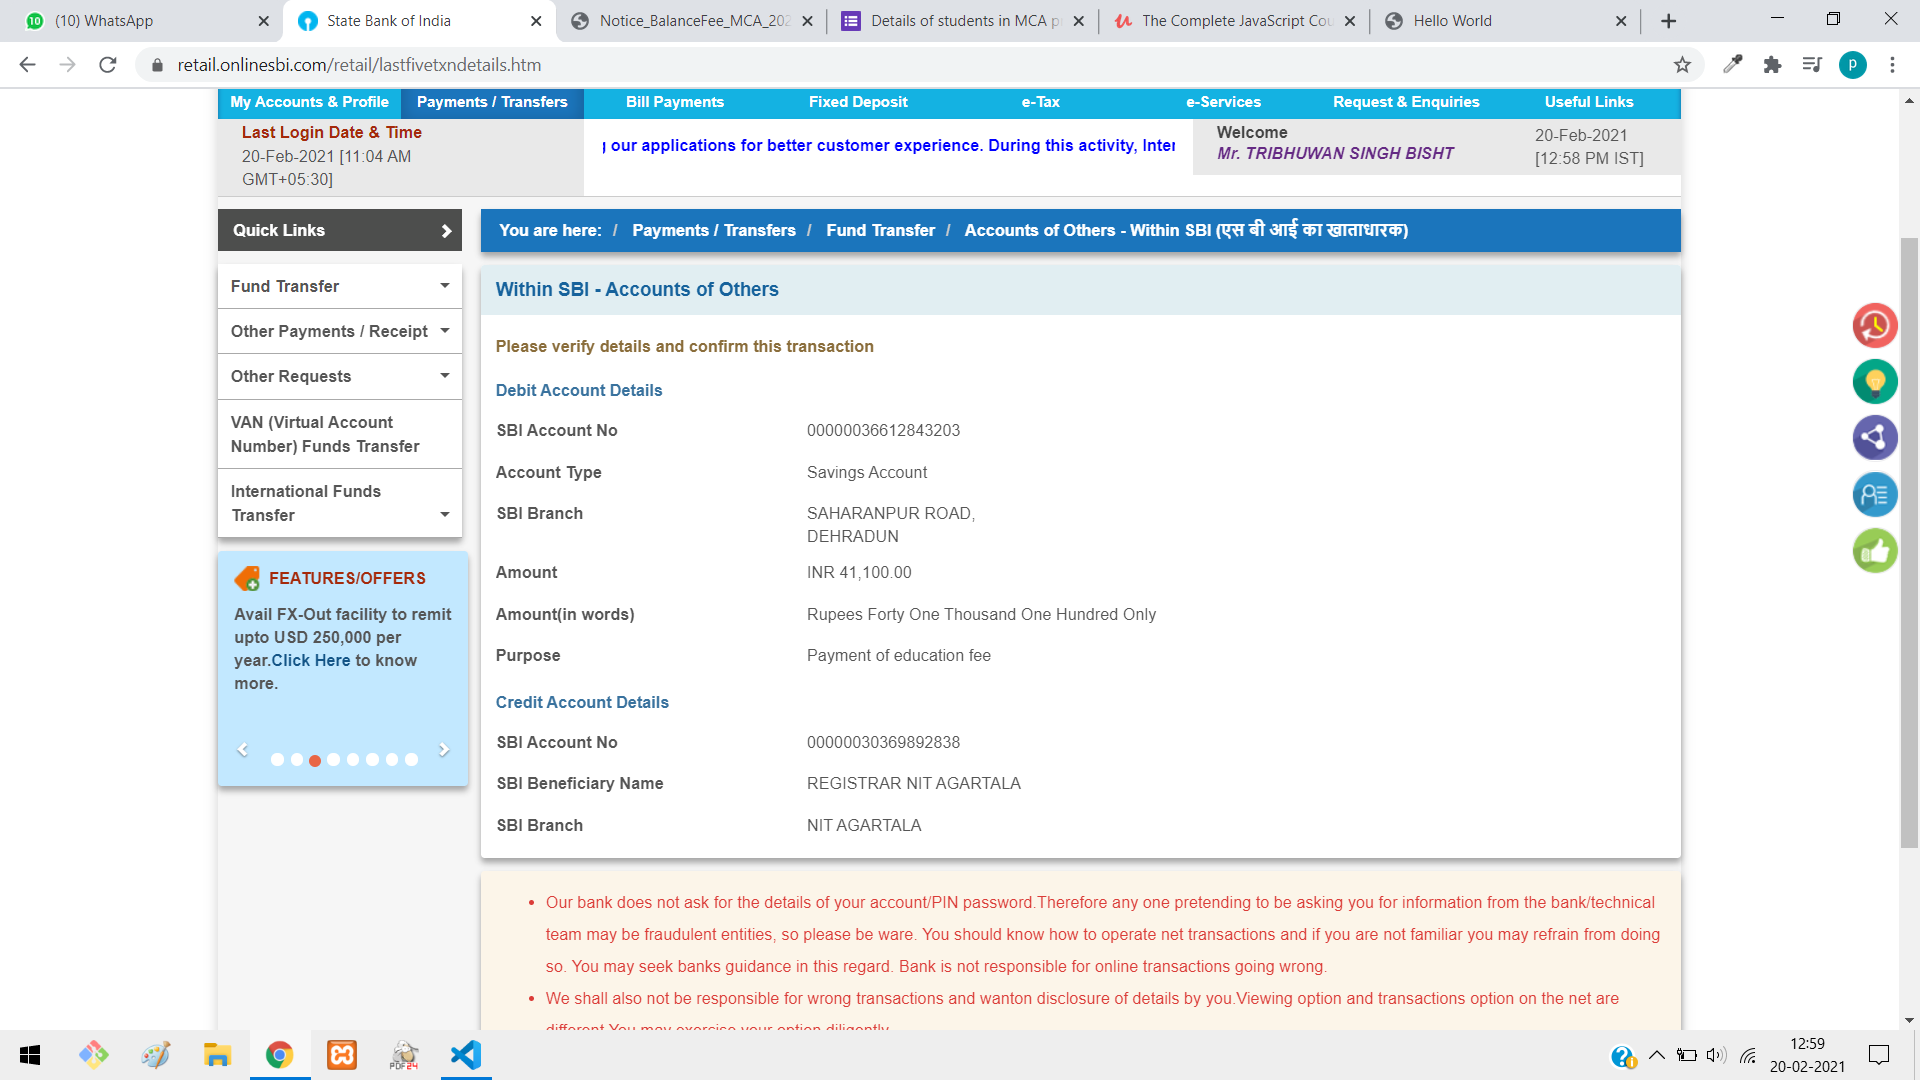 (10) WhatsApp
State Bank of India
Notice_BalanceFee_MCA_202
Details of students in MCA p
The Complete JavaScript Cou
Hello World
retail.onlinesbi.com/retail/lastfivetxndetails.htm
My Accounts & Profile
Payments / Transfers
Bill Payments
Fixed Deposit
e-Tax
e-Services
Request & Enquiries
Useful Links
Last Login Date & Time
20-Feb-2021 [11:04 AM
GMT+05:30]
our applications for better customer experience. During this activity, Inter
Welcome
Mr. TRIBHUWAN SINGH BISHT
20-Feb-2021
[12:58 PM IST]
Quick Links
Fund Transfer
Other Payments / Receipt
Other Requests
VAN (Virtual Account
Number) Funds Transfer
International Funds
Transfer
FEATURES/OFFERS
Avail FX-Out facility to remit
upto USD 250,000 per
year.Click Here to know
more.
You are here: / Payments / Transfers / Fund Transfer / Accounts of Others - Within SBI (एस बी आई का खाताधारक)
Within SBI - Accounts of Others
Please verify details and confirm this transaction
Debit Account Details
SBI Account No 00000036612843203
Account Type Savings Account
SBI Branch SAHARANPUR ROAD,
DEHRADUN
Amount INR 41,100.00
Amount(in words) Rupees Forty One Thousand One Hundred Only
Purpose Payment of education fee
Credit Account Details
SBI Account No 00000030369892838
SBI Beneficiary Name REGISTRAR NIT AGARTALA
SBI Branch NIT AGARTALA
• Our bank does not ask for the details of your account/PIN password.Therefore any one pretending to be asking you for information from the bank/technical
team may be fraudulent entities, so please be ware. You should know how to operate net transactions and if you are not familiar you may refrain from doing
so. You may seek banks guidance in this regard. Bank is not responsible for online transactions going wrong.
• We shall also not be responsible for wrong transactions and wanton disclosure of details by you.Viewing option and transactions option on the net are
different.You may exercise your option diligently.
PDF24
12:59
20-02-2021